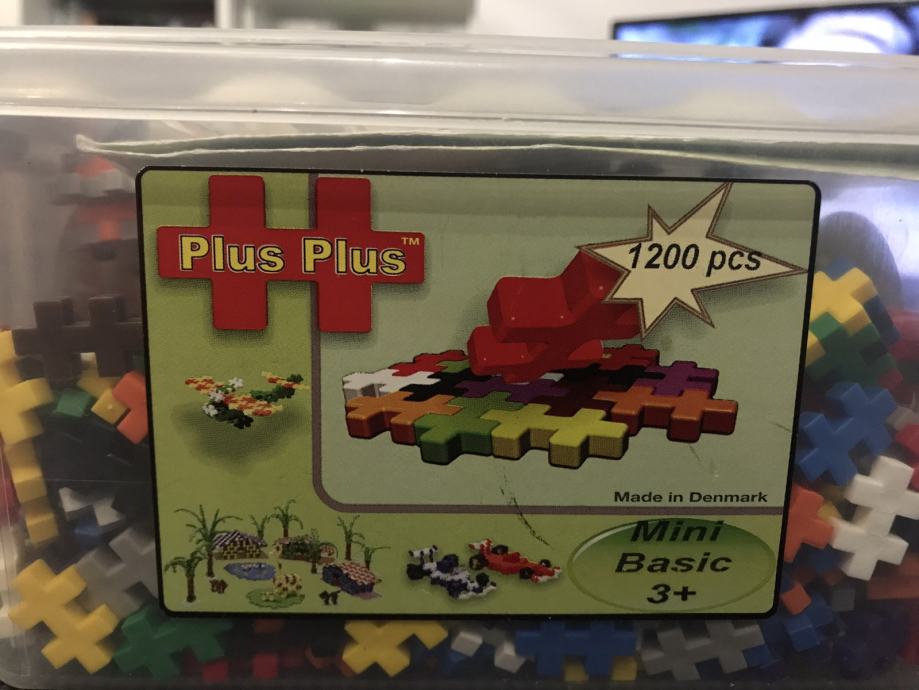 Plus Plus™
1200 pcs
Made in Denmark
Mini
Basic
3+